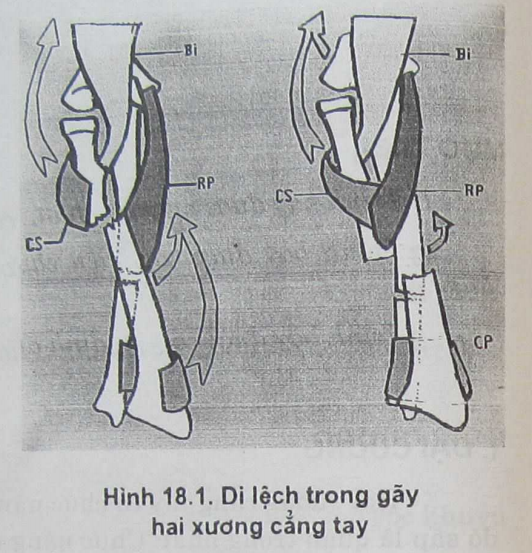 Bi
Bi
RP
CS
RP
CS
CP
Hình 18.1. Di lệch trong gãy
hai xương cẳng tay